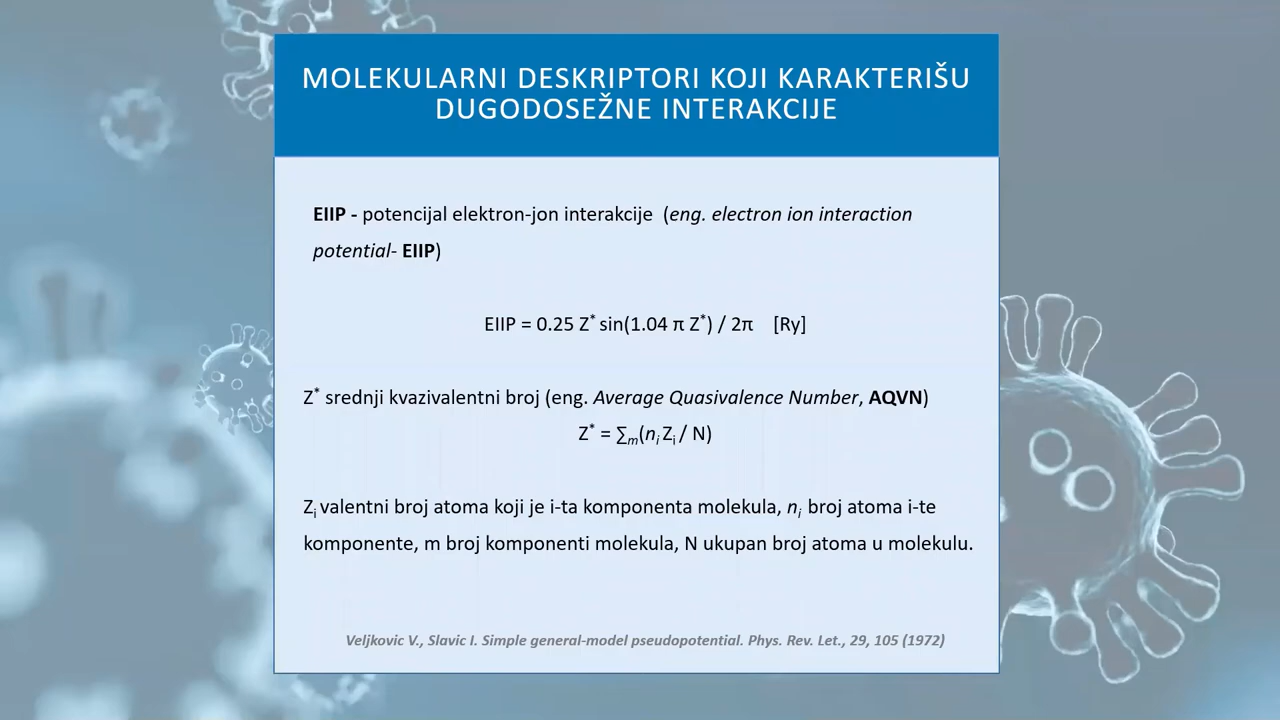 MOLEKULARNI DESKRIPTORI KOJI KARAKTERIŠU
DUGODOSEŽNE INTERAKCIJE
EIIP - potencijal elektron-jon interakcije (eng. electron ion interaction
potential- EIIP)
EIIP = 0.25 Z* sin(1.04 π Z*) / 2π [Ry]
Z* srednji kvazivalentni broj (eng. Average Quasivalence Number, AQVN)
Z* = ∑m(ni Zi / N)
Zi valentni broj atoma koji je i-ta komponenta molekula, ni broj atoma i-te
komponente, m broj komponenti molekula, N ukupan broj atoma u molekulu.
Veljkovic V., Slavic I. Simple general-model pseudopotential. Phys. Rev. Let., 29, 105 (1972)